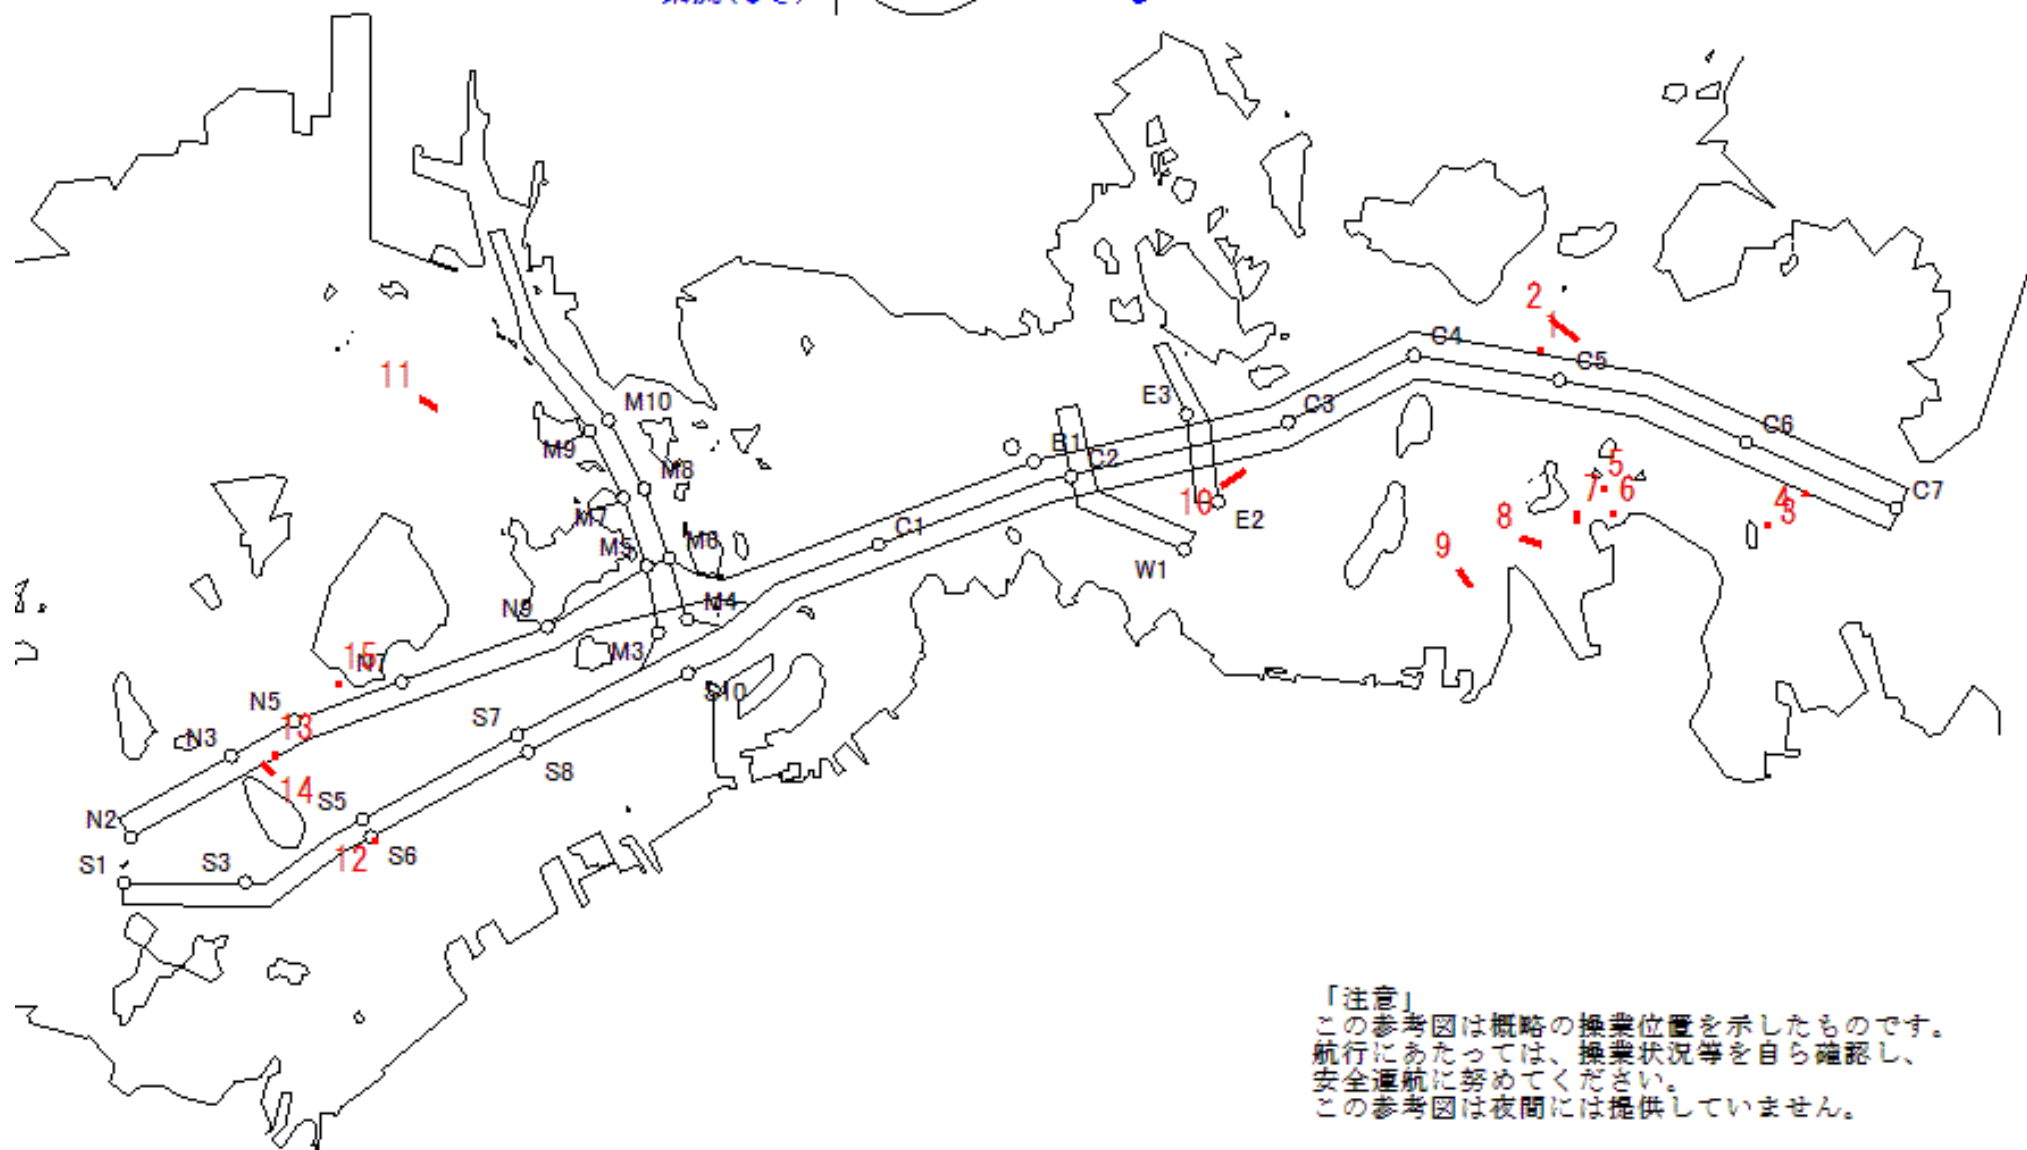 2
1
C4
C5
11
M10
E3
C3
B1
C2
C6
M9
M8
5
10
7
6
4
C7
3
M7
E2
8
C1
M5
M6
9
W1
N9
M4
15
N7
M3
S10
N5
13
S7
N3
S8
14
S5
N2
12
S6
S1
S3
「注意」
この参考図は概略の操業位置を示したものです。
航行にあたっては、操業状況等を自ら確認し、
安全運航に努めてください。
この参考図は夜間には提供していません。